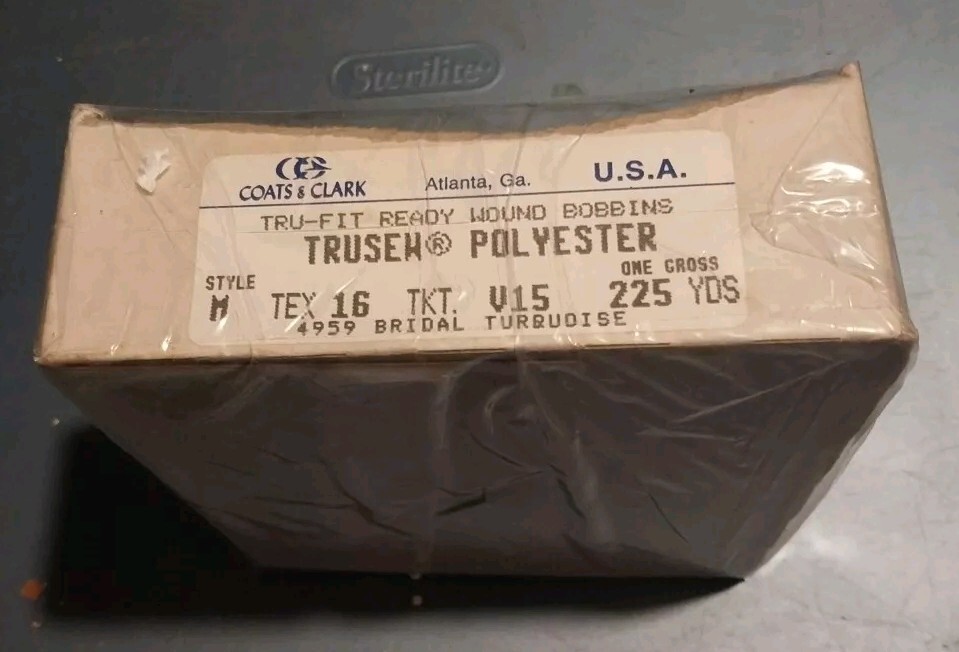 Sterilite
COATS & CLARK Atlanta, Ga. U.S.A.
TRU-FIT READY WOUND BOBBINS
TRUSEW® POLYESTER
STYLE ONE GROSS
M TEX 16 TKT. V15 225 YDS
4959 BRIDAL TURQUOISE